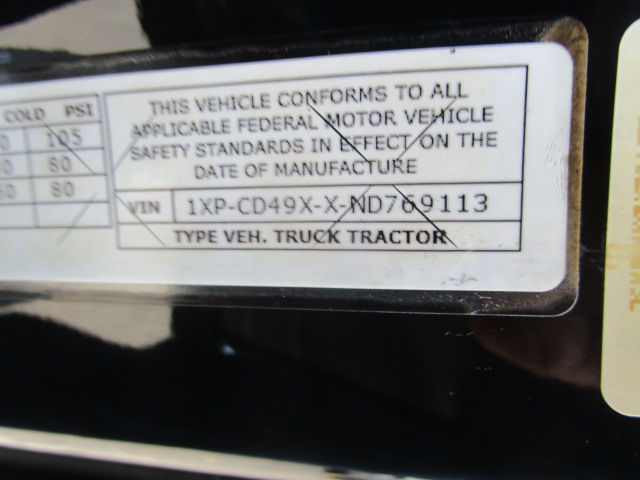 COLD PSI
105
80
80
THIS VEHICLE CONFORMS TO ALL
APPLICABLE FEDERAL MOTOR VEHICLE
SAFETY STANDARDS IN EFFECT ON THE
DATE OF MANUFACTURE
VIN 1XP-CD49X-X-ND769113
TYPE VEH. TRUCK TRACTOR